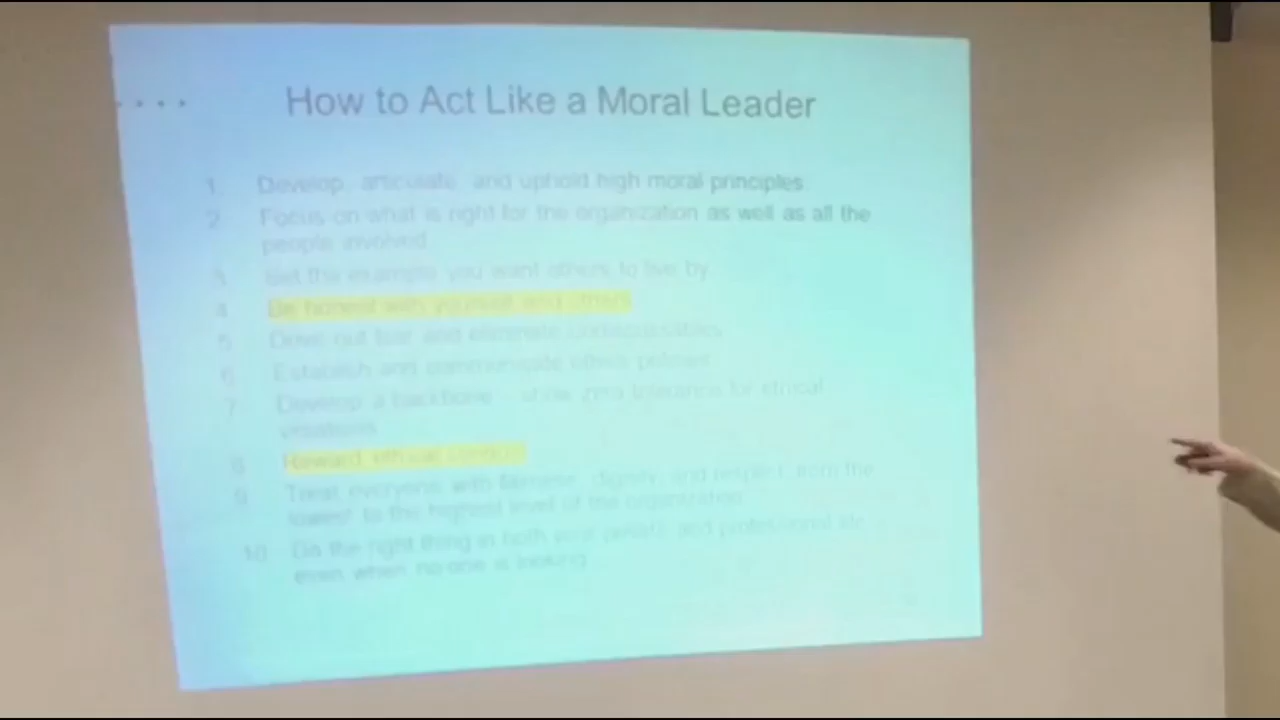 How to Act Like a Moral Leader
1. Develop, articulate, and uphold high moral principles.
2. Focus on what is right for the organization as well as all the
people involved.
3. Set the example you want others to live by.
4. Be honest with yourself and others.
5. Drive out fear and eliminate undiscussables.
6. Establish and communicate ethics policies.
7. Develop a backbone show zero tolerance for ethical
violations.
8. Reward ethical conduct.
9. Treat everyone with fairness, dignity, and respect, from the
lowest to the highest level of the organization.
10. Do the right thing in both your private and professional life
even when no one is looking.